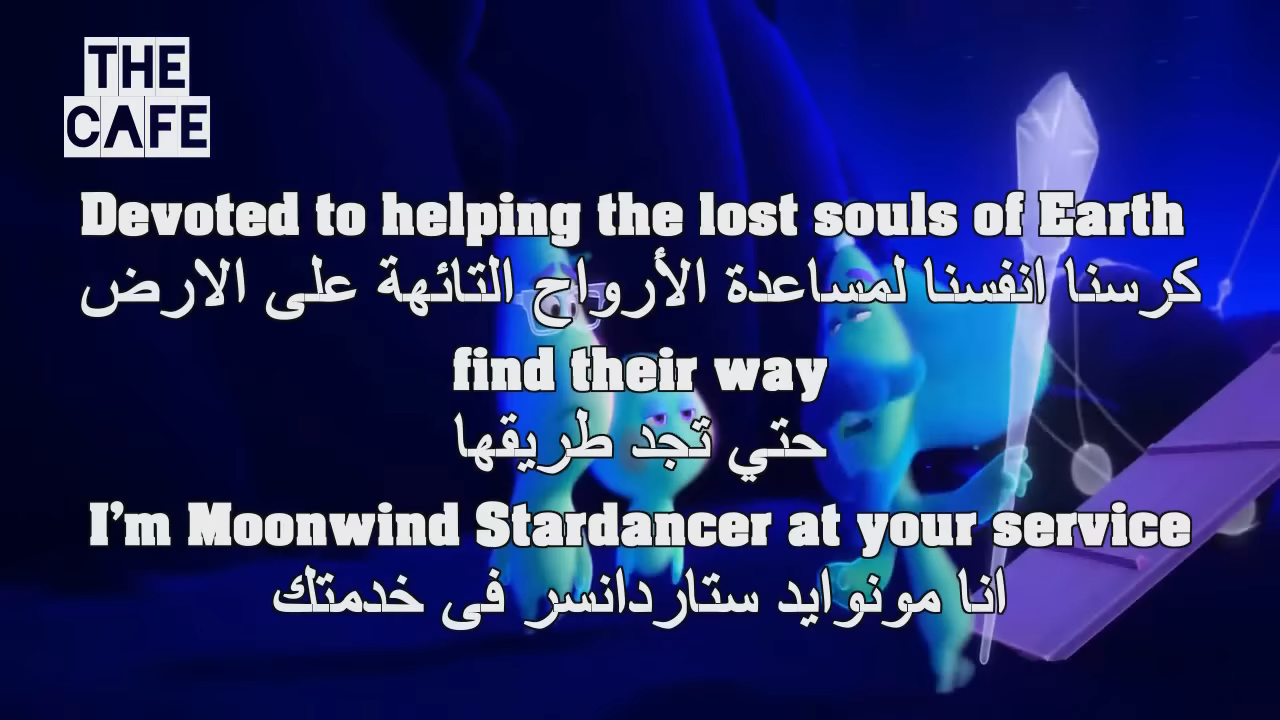 THE
CAFE
Devoted to helping the lost souls of Earth
كرسنا انفسنا لمساعدة الأرواح التائهة على الارض
find their way
حتي تجد طريقها
I'm Moonwind Stardancer at your service
انا مونوايد ستاردانسر فى خدمتك